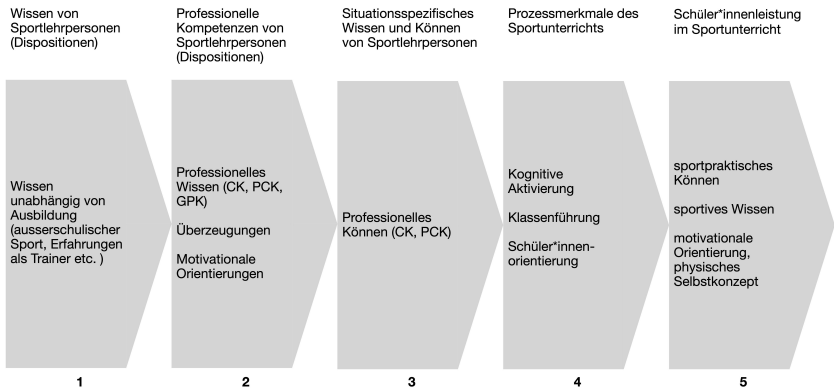 Wissen von
Sportlehrpersonen
(Dispositionen)
Professionelle
Kompetenzen von
Sportlehrpersonen
(Dispositionen)
Situationsspezifisches
Wissen und Können
von Sportlehrpersonen
Prozessmerkmale des
Sportunterrichts
Schüler*innenleistung
im Sportunterricht
Wissen
unabhängig von
Ausbildung
(ausserschulischer
Sport, Erfahrungen
als Trainer etc. )
Professionelles
Wissen (CK, PCK,
GPK)
Überzeugungen
Motivationale
Orientierungen
Professionelles
Können (CK, PCK)
Kognitive
Aktivierung
Klassenführung
Schüler*innen-
orientierung
sportpraktisches
Können
sportives Wissen
motivationale
Orientierung,
physisches
Selbstkonzept
1
2
3
4
5